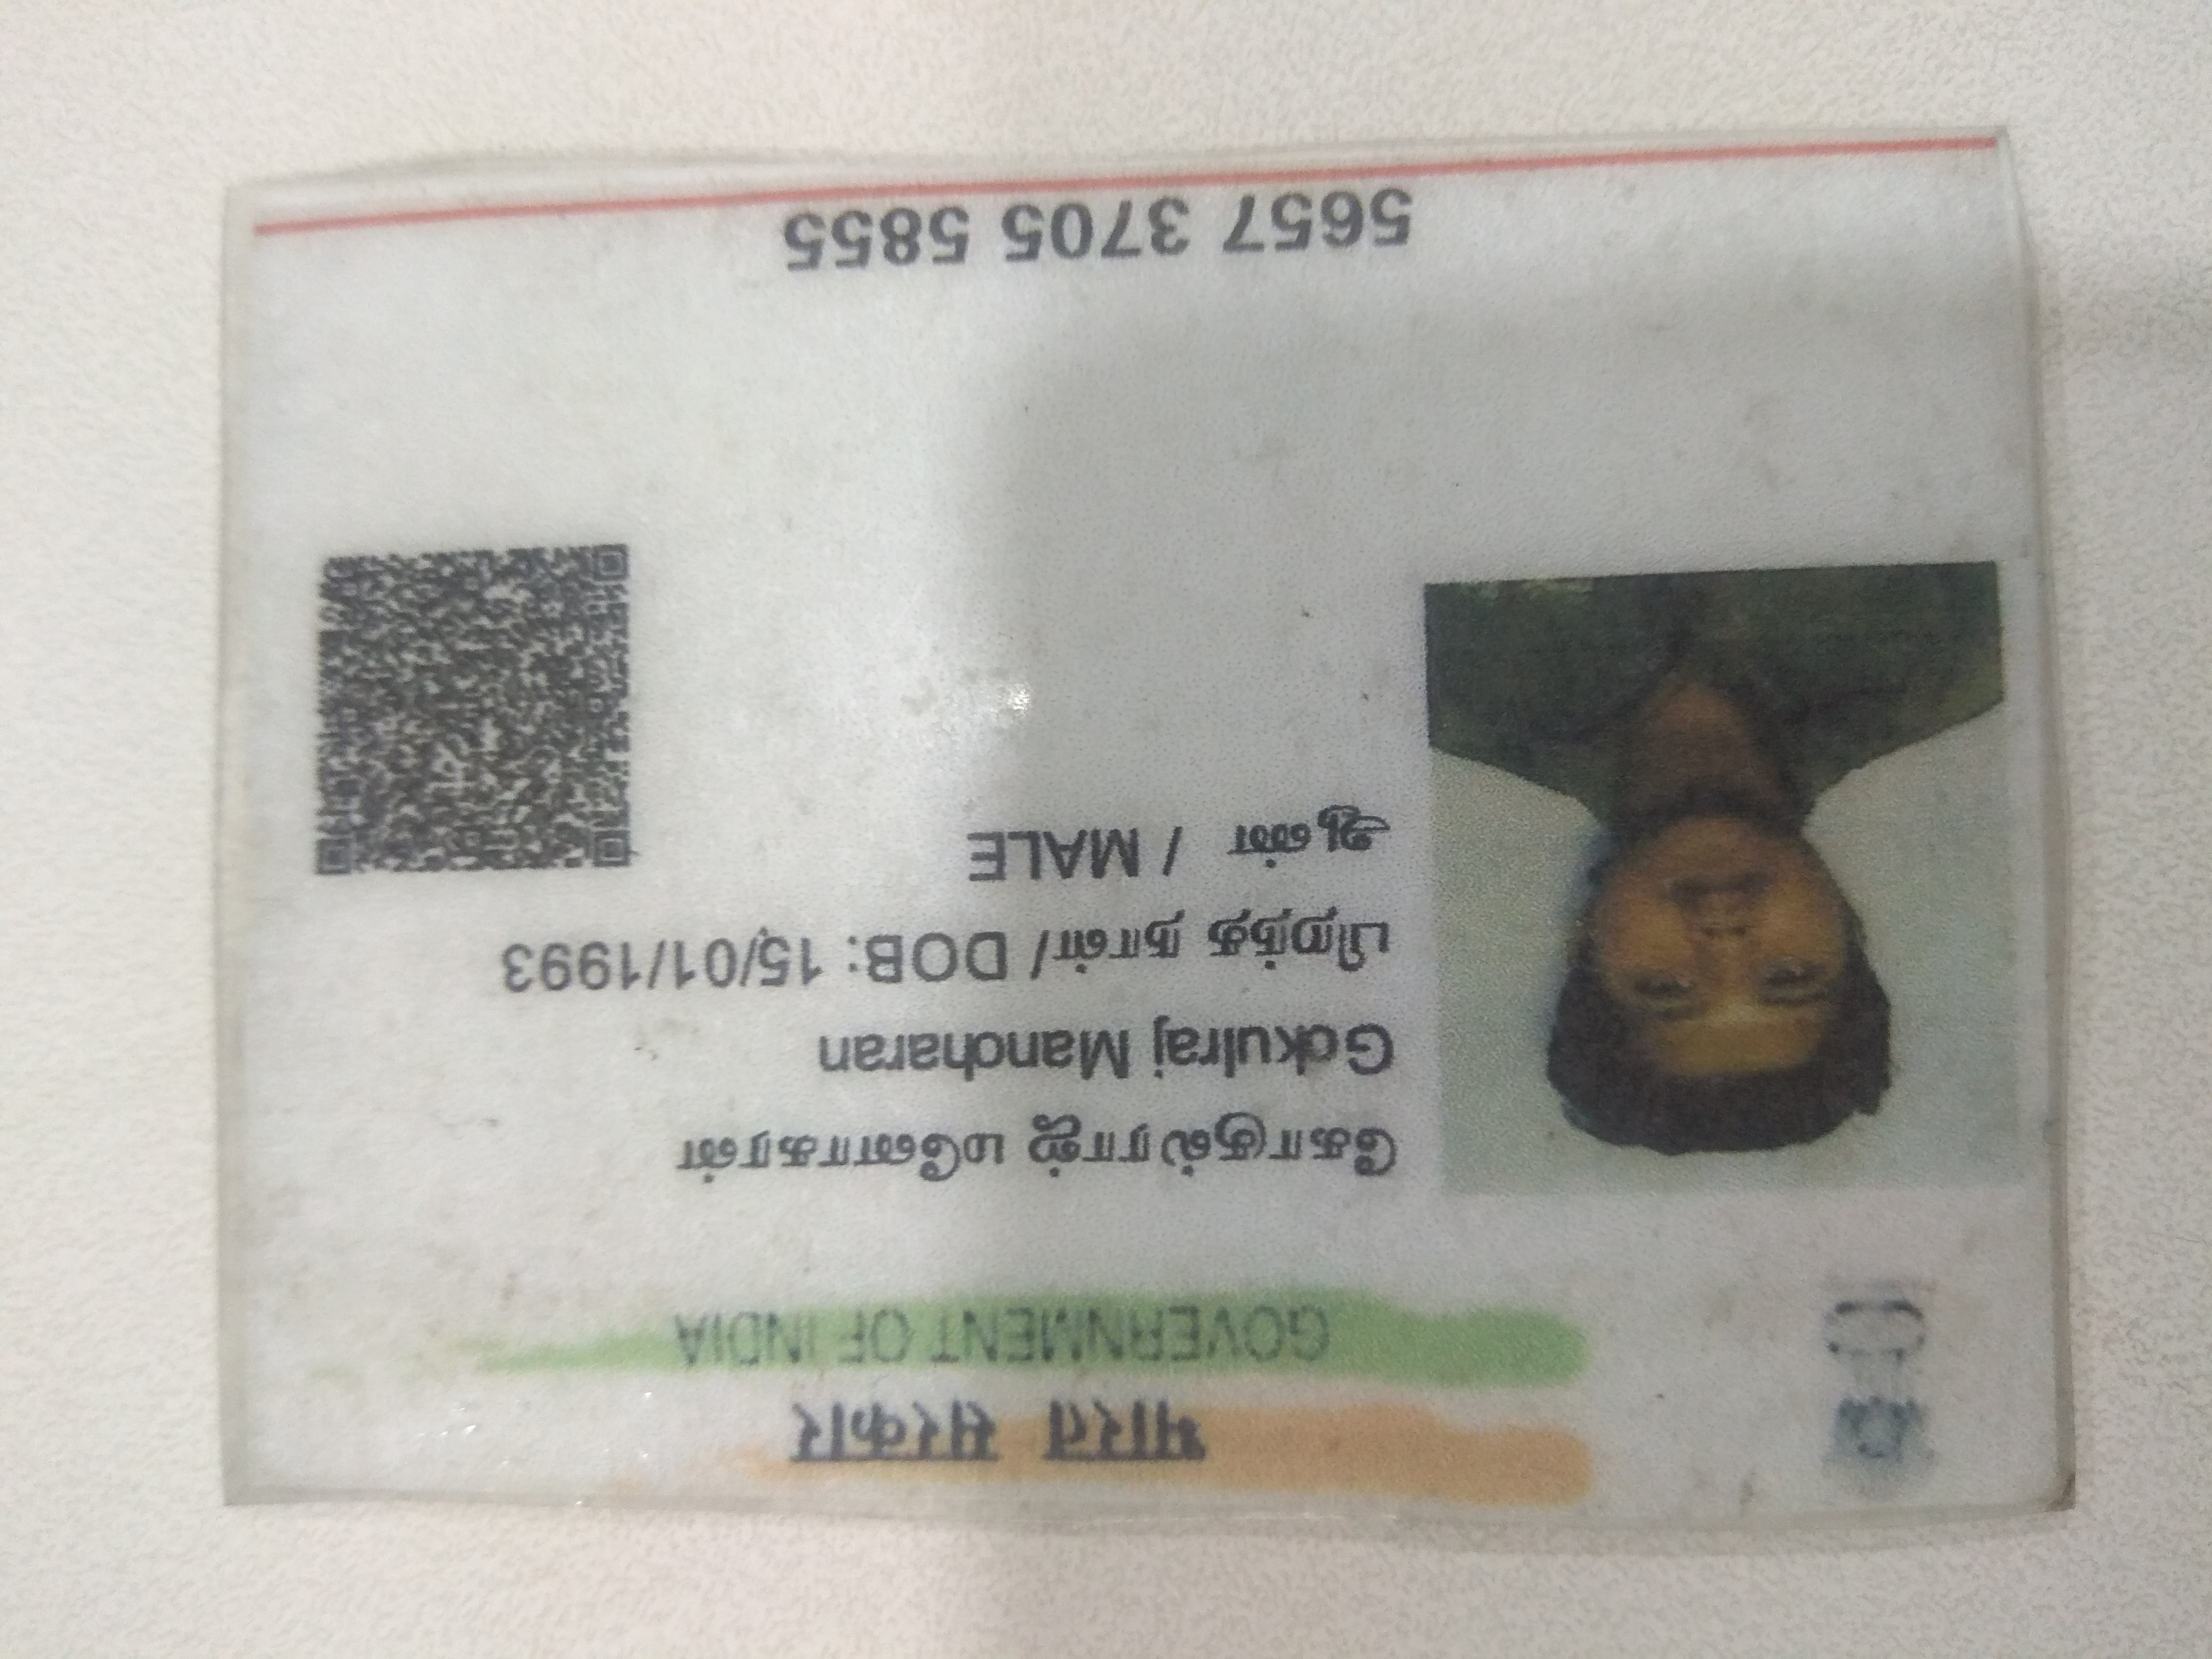 भारत सरकार
GOVERNMENT OF INDIA
கோகுல்ராஜ் மனோகரன்
Gokulraj Manoharan
பிறந்த நாள்/ DOB: 15/01/1993
ஆண் / MALE
5657 3705 5855